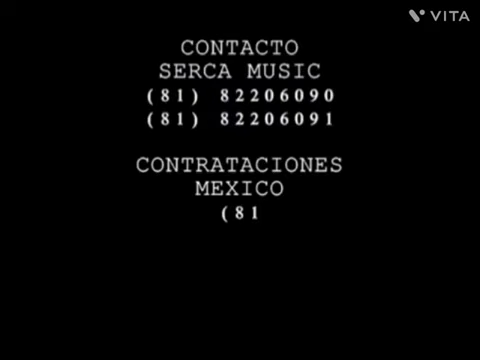 VITA
CONTACTO
SERCA MUSIC
(81) 82206090
(81) 82206091
CONTRATACIONES
MEXICO
(81